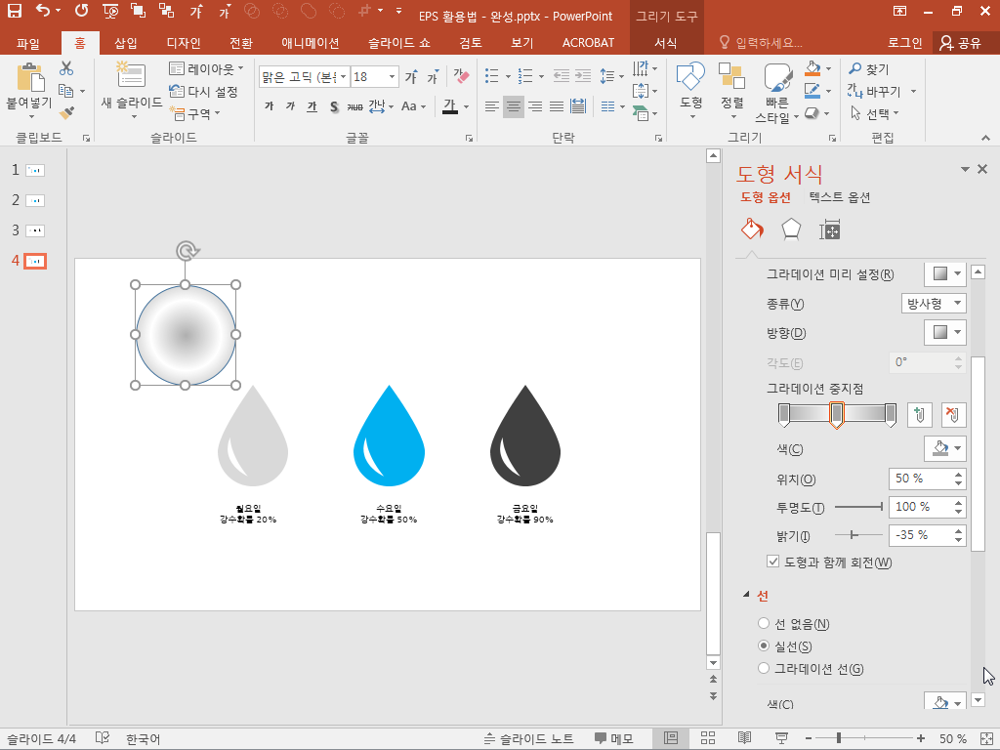 EPS 활용법 - 완성.pptx - PowerPoint
그리기 도구
파일
홈
삽입
디자인
전환
애니메이션
슬라이드 쇼
검토
보기
ACROBAT
서식
입력하세요...
로그인
공유
붙여넣기
클립보드
새 슬라이드
레이아웃
다시 설정
구역
슬라이드
맑은 고딕 (본문
18
가 가
가 가 가 S 가나 Aa 가
글꼴
단락
도형
정렬
빠른
스타일
그리기
찾기
바꾸기
선택
편집
1
2
3
4
월요일
강수확률 20%
수요일
강수확률 50%
금요일
강수확률 90%
도형 서식
도형 옵션
텍스트 옵션
그라데이션 미리 설정(R)
종류(Y)
방사형
방향(D)
각도(E)
0°
그라데이션 중지점
색(C)
위치(O)
50 %
투명도(T)
100 %
밝기(I)
-35 %
도형과 함께 회전(W)
선
선 없음(N)
실선(S)
그라데이션 선(G)
색(C)
슬라이드 4/4
한국어
슬라이드 노트
메모
50 %